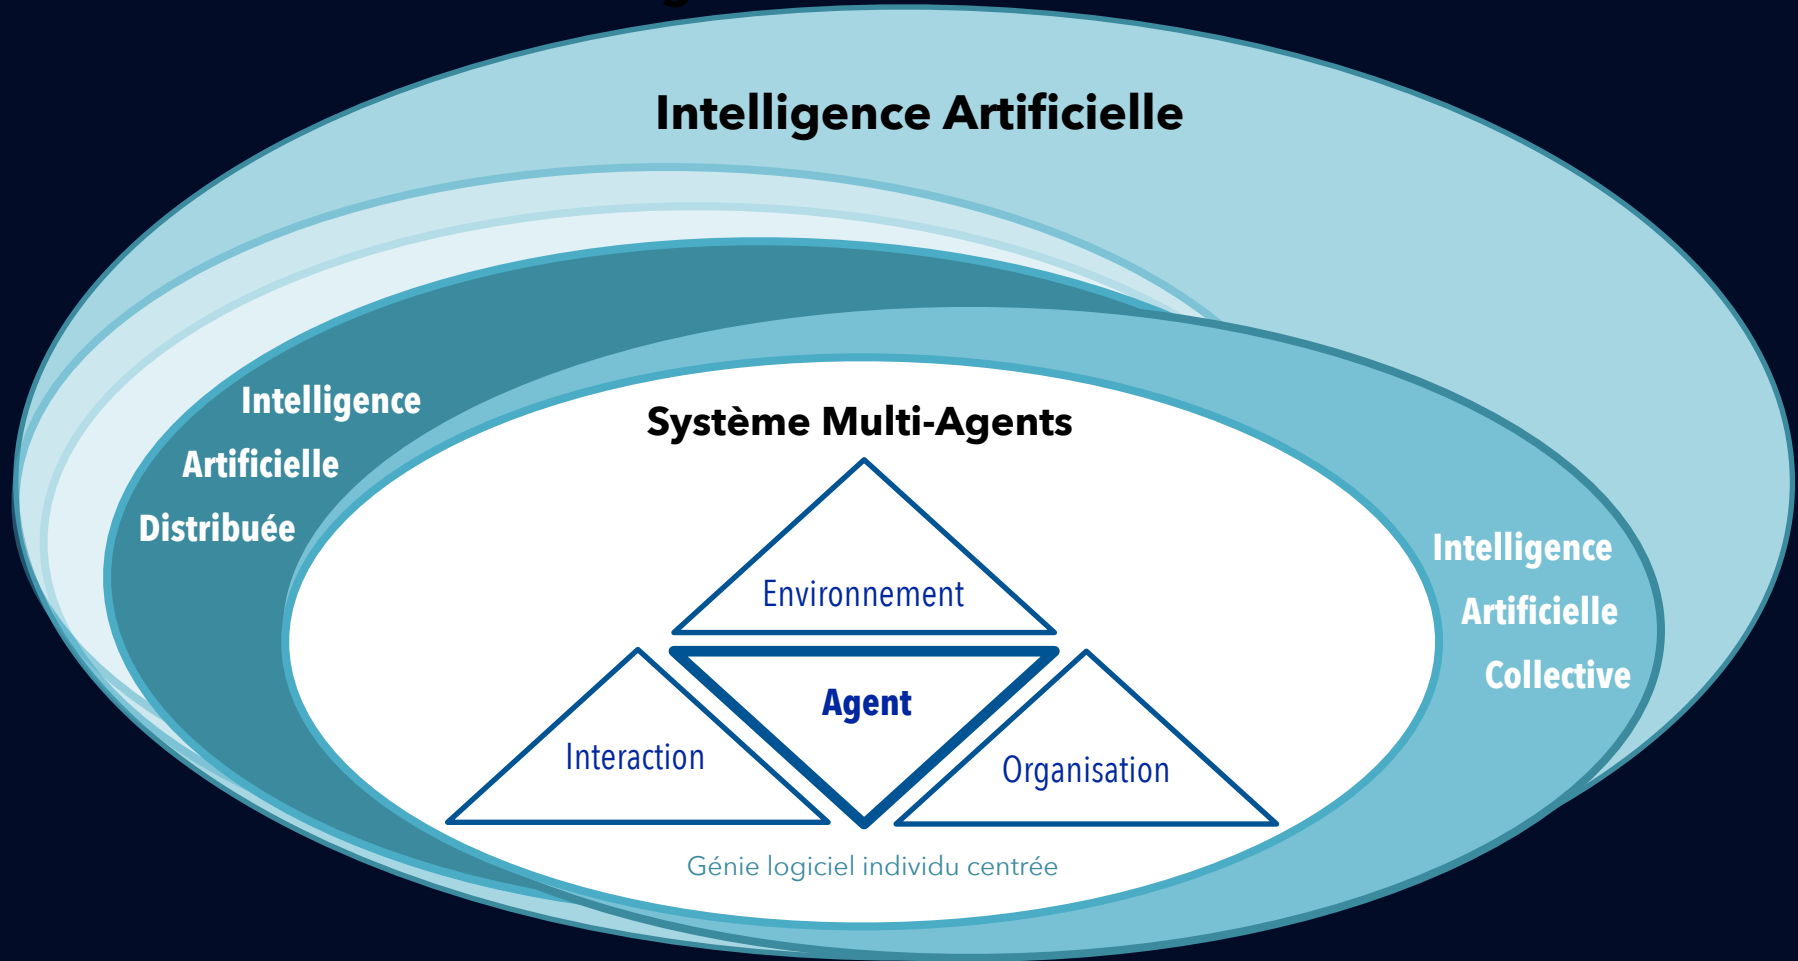 Intelligence Artificielle
Intelligence
Artificielle
Distribuée
Système Multi-Agents
Environnement
Agent
Interaction
Organisation
Génie logiciel individu centrée
Intelligence
Artificielle
Collective